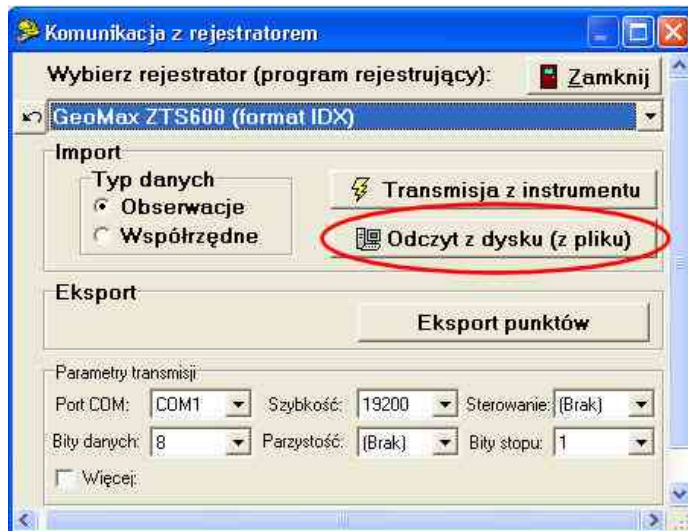 Komunikacja z rejestratorem
Wybierz rejestrator (program rejestrujący): Zamknij
GeoMax ZTS600 (format IDX)
Import
Typ danych
Obserwacje
Współrzędne
Transmisja z instrumentu
Odczyt z dysku (z pliku)
Eksport
Eksport punktów
Parametry transmisji
Port COM: COM1 Szybkość: 19200 Sterowanie: (Brak)
Bity danych: 8 Parzystość: (Brak) Bity stopu: 1
Więcej: